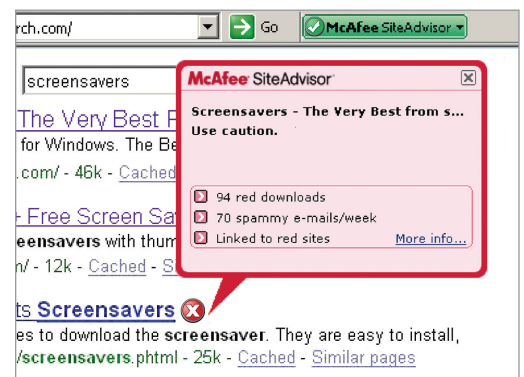 rch.com/ Go McAfee SiteAdvisor
screensavers
McAfee SiteAdvisor
Screensavers - The Very Best from s...
Use caution.
94 red downloads
70 spammy e-mails/week
Linked to red sites More info...
The Very Best F
for Windows. The Be
.com/ - 46k - Cached
- Free Screen Sa
eensavers with thum
n/ - 12k - Cached - S
ts Screensavers
es to download the screensaver. They are easy to install,
/screensavers.phtml - 25k - Cached - Similar pages